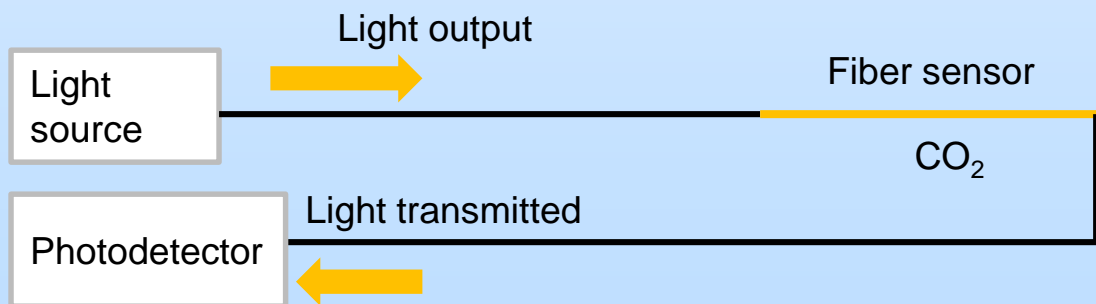 Light output
Light
source
Fiber sensor
CO₂
Light transmitted
Photodetector